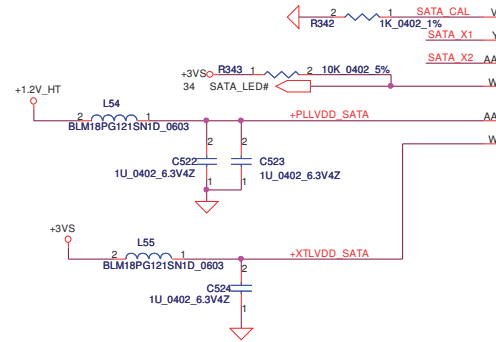 2 1 SATA_CAL V
R342 1K_0402_1%
SATA_X1 Y
SATA_X2 AA
+3VS R343 1 2 10K_0402_5%
34 SATA_LED# W
+1.2V_HT
L54
2 1 +PLLVDD_SATA AA
BLM18PG121SN1D_0603
W
2 2
C522 C523
1U_0402_6.3V4Z 1U_0402_6.3V4Z
1 1
+3VS
L55
2 1 +XTLVDD_SATA
BLM18PG121SN1D_0603
2
C524
1U_0402_6.3V4Z
1